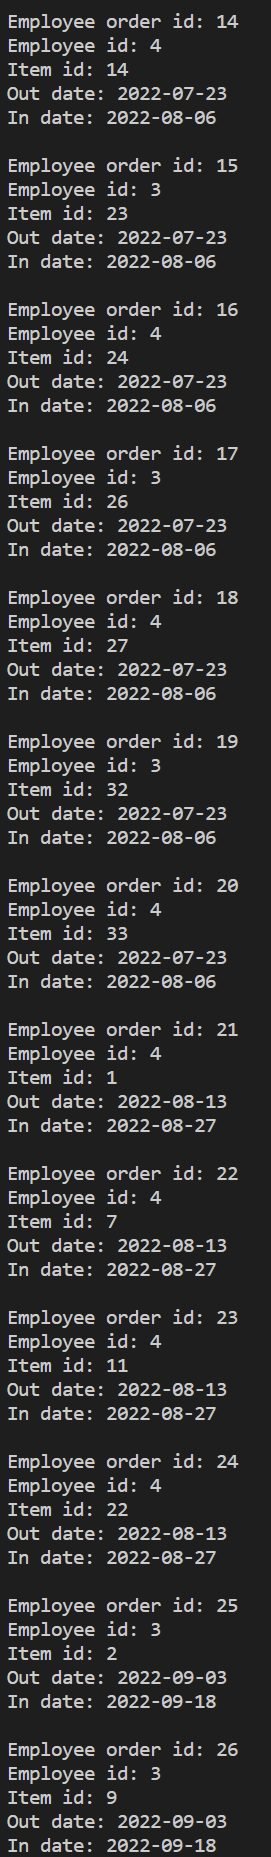 Employee order id: 14
Employee id: 4
Item id: 14
Out date: 2022-07-23
In date: 2022-08-06

Employee order id: 15
Employee id: 3
Item id: 23
Out date: 2022-07-23
In date: 2022-08-06

Employee order id: 16
Employee id: 4
Item id: 24
Out date: 2022-07-23
In date: 2022-08-06

Employee order id: 17
Employee id: 3
Item id: 26
Out date: 2022-07-23
In date: 2022-08-06

Employee order id: 18
Employee id: 4
Item id: 27
Out date: 2022-07-23
In date: 2022-08-06

Employee order id: 19
Employee id: 3
Item id: 32
Out date: 2022-07-23
In date: 2022-08-06

Employee order id: 20
Employee id: 4
Item id: 33
Out date: 2022-07-23
In date: 2022-08-06

Employee order id: 21
Employee id: 4
Item id: 1
Out date: 2022-08-13
In date: 2022-08-27

Employee order id: 22
Employee id: 4
Item id: 7
Out date: 2022-08-13
In date: 2022-08-27

Employee order id: 23
Employee id: 4
Item id: 11
Out date: 2022-08-13
In date: 2022-08-27

Employee order id: 24
Employee id: 4
Item id: 22
Out date: 2022-08-13
In date: 2022-08-27

Employee order id: 25
Employee id: 3
Item id: 2
Out date: 2022-09-03
In date: 2022-09-18

Employee order id: 26
Employee id: 3
Item id: 9
Out date: 2022-09-03
In date: 2022-09-18